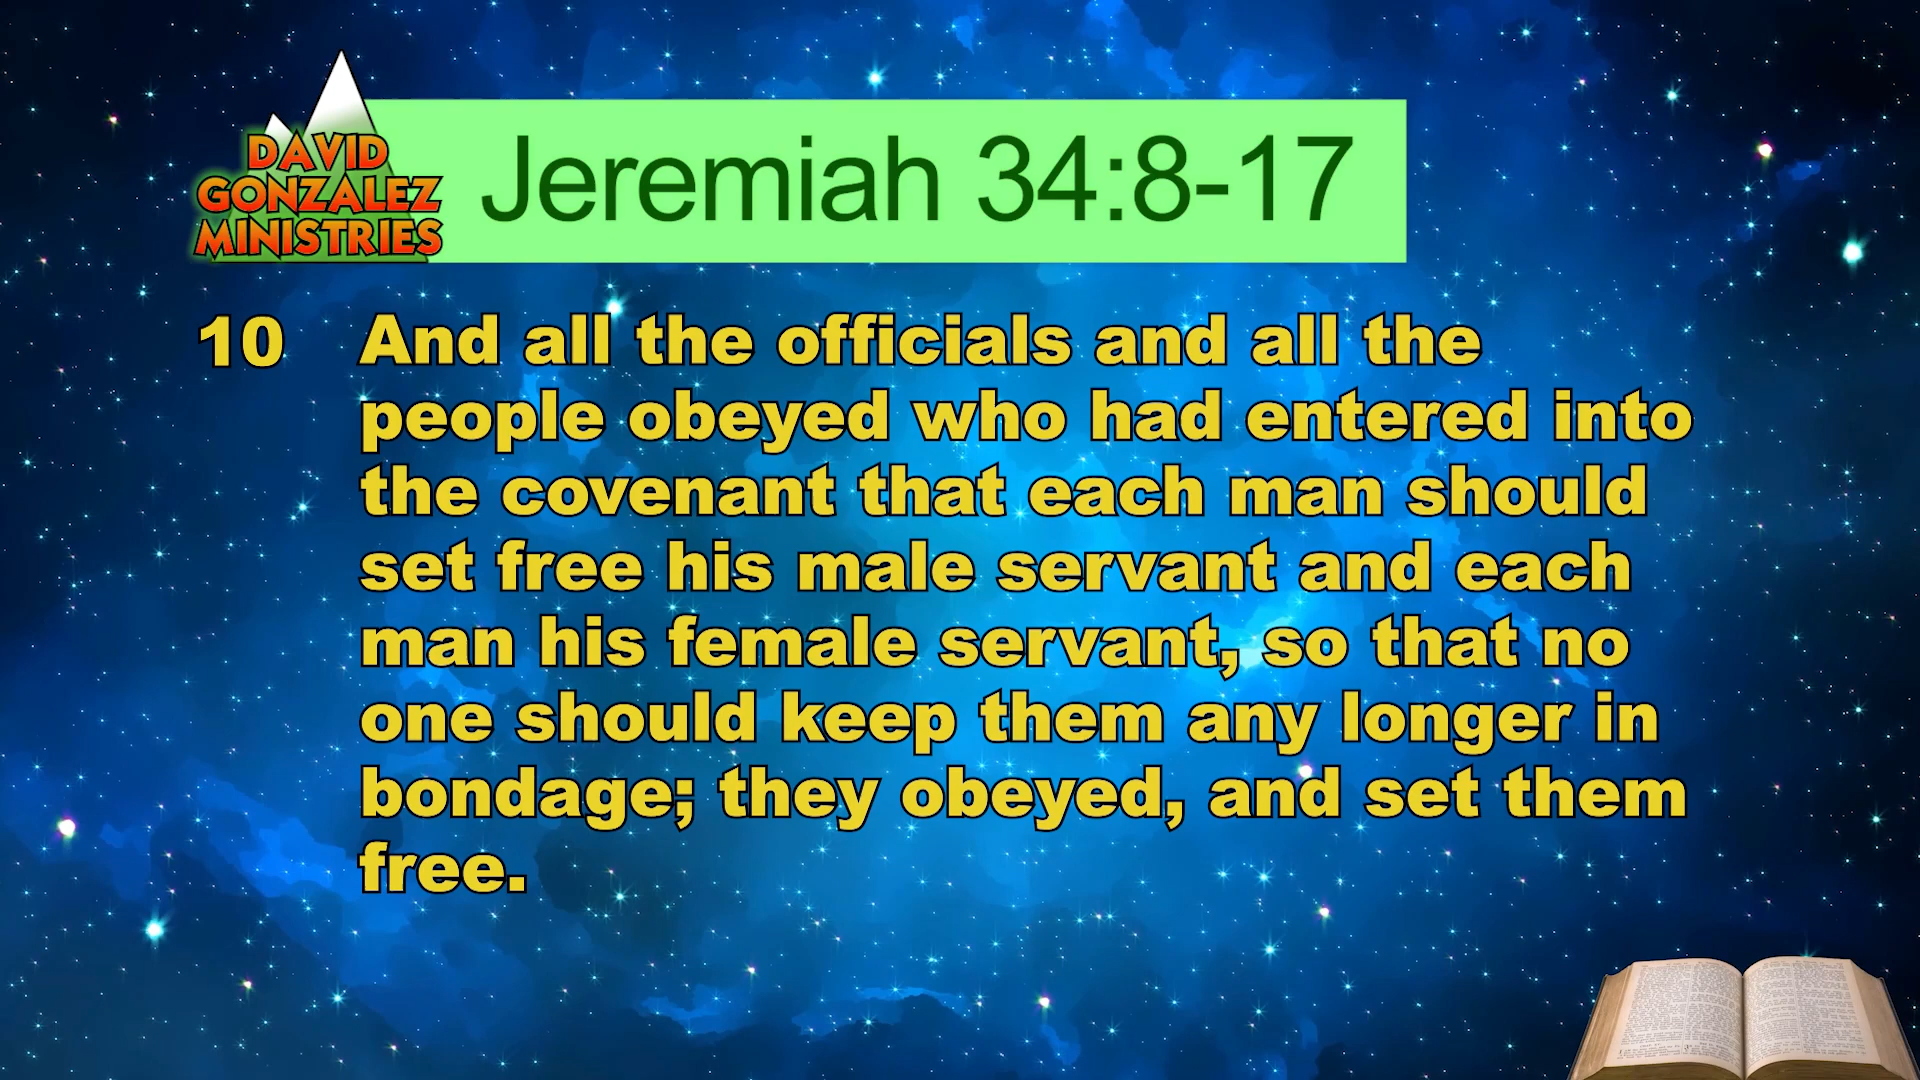 DAVID
GONZALEZ
MINISTRIES
Jeremiah 34:8-17
10 And all the officials and all the
people obeyed who had entered into
the covenant that each man should
set free his male servant and each
man his female servant, so that no
one should keep them any longer in
bondage; they obeyed, and set them
free.